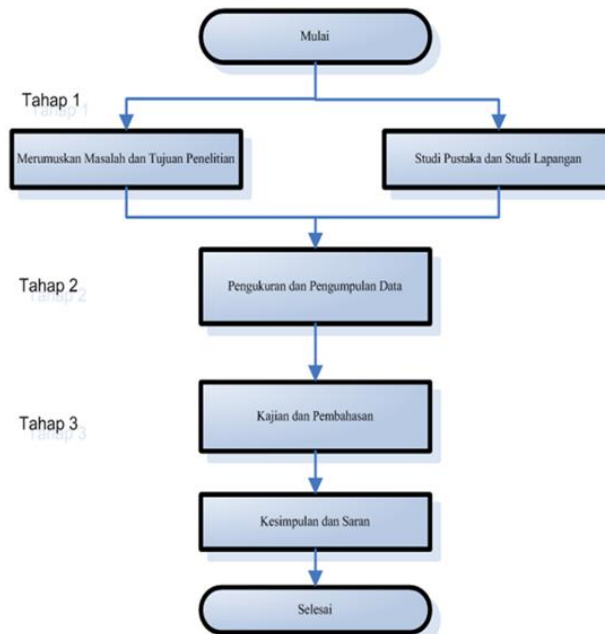 Mulai
Tahap 1
Merumuskan Masalah dan Tujuan Penelitian
Studi Pustaka dan Studi Lapangan
Tahap 2
Pengukuran dan Pengumpulan Data
Tahap 3
Kajian dan Pembahasan
Kesimpulan dan Saran
Selesai